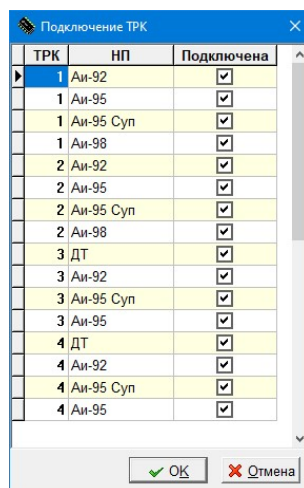 Подключение ТРК
ТРК НП Подключена
1 Аи-92
1 Аи-95
1 Аи-95 Суп
1 Аи-98
2 Аи-92
2 Аи-95
2 Аи-95 Суп
2 Аи-98
3 ДТ
3 Аи-92
3 Аи-95 Суп
3 Аи-95
4 ДТ
4 Аи-92
4 Аи-95 Суп
4 Аи-95
OK Отмена